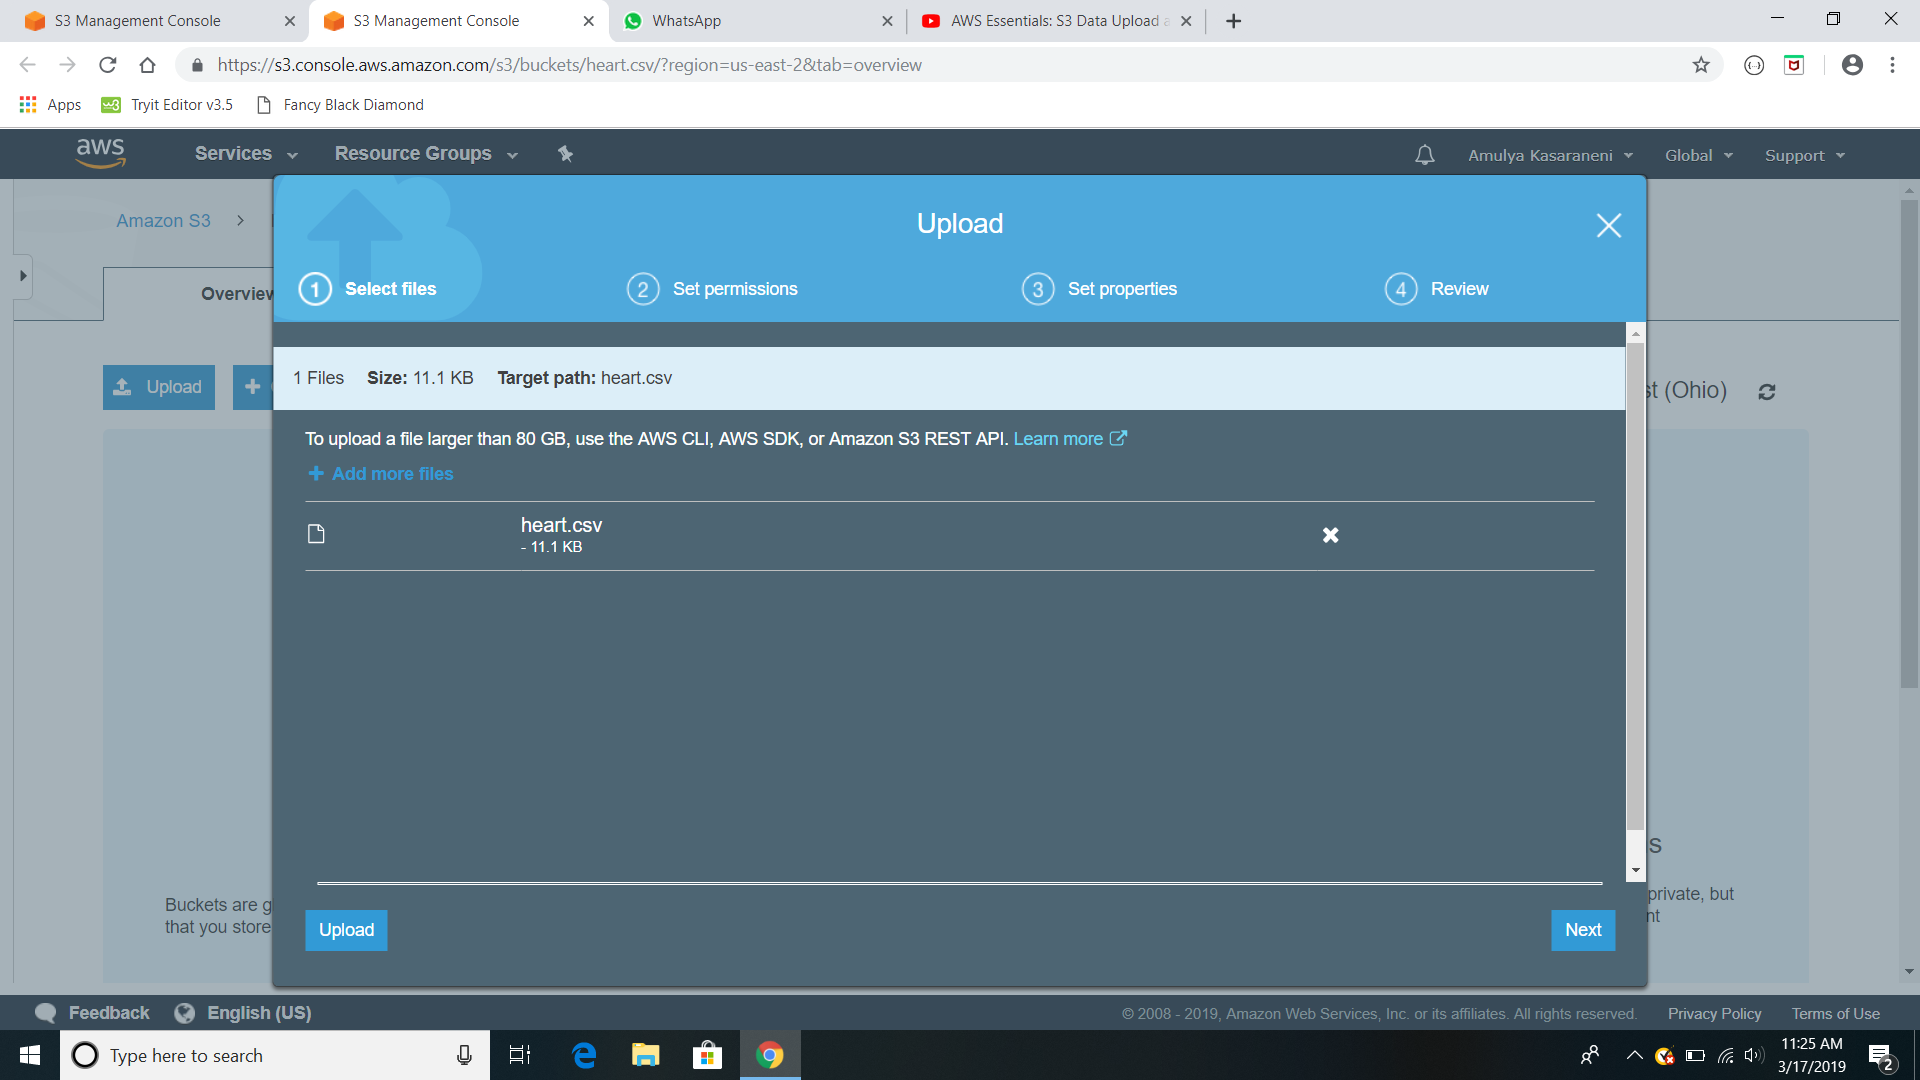 S3 Management Console
S3 Management Console
WhatsApp
AWS Essentials: S3 Data Upload
https://s3.console.aws.amazon.com/s3/buckets/heart.csv/?region=us-east-2&tab=overview
Apps
Tryit Editor v3.5
Fancy Black Diamond
aws
Services
Resource Groups
Amulya Kasaraneni
Global
Support
Amazon S3
Upload
1 Select files
2 Set permissions
3 Set properties
4 Review
Overview
1 Files Size: 11.1 KB Target path: heart.csv
Upload
(Ohio)
To upload a file larger than 80 GB, use the AWS CLI, AWS SDK, or Amazon S3 REST API. Learn more
Add more files
heart.csv
- 11.1 KB
Buckets are
that you store
private, but
Upload
Next
Feedback
English (US)
© 2008 - 2019, Amazon Web Services, Inc. or its affiliates. All rights reserved.
Privacy Policy
Terms of Use
Type here to search
11:25 AM
3/17/2019
2